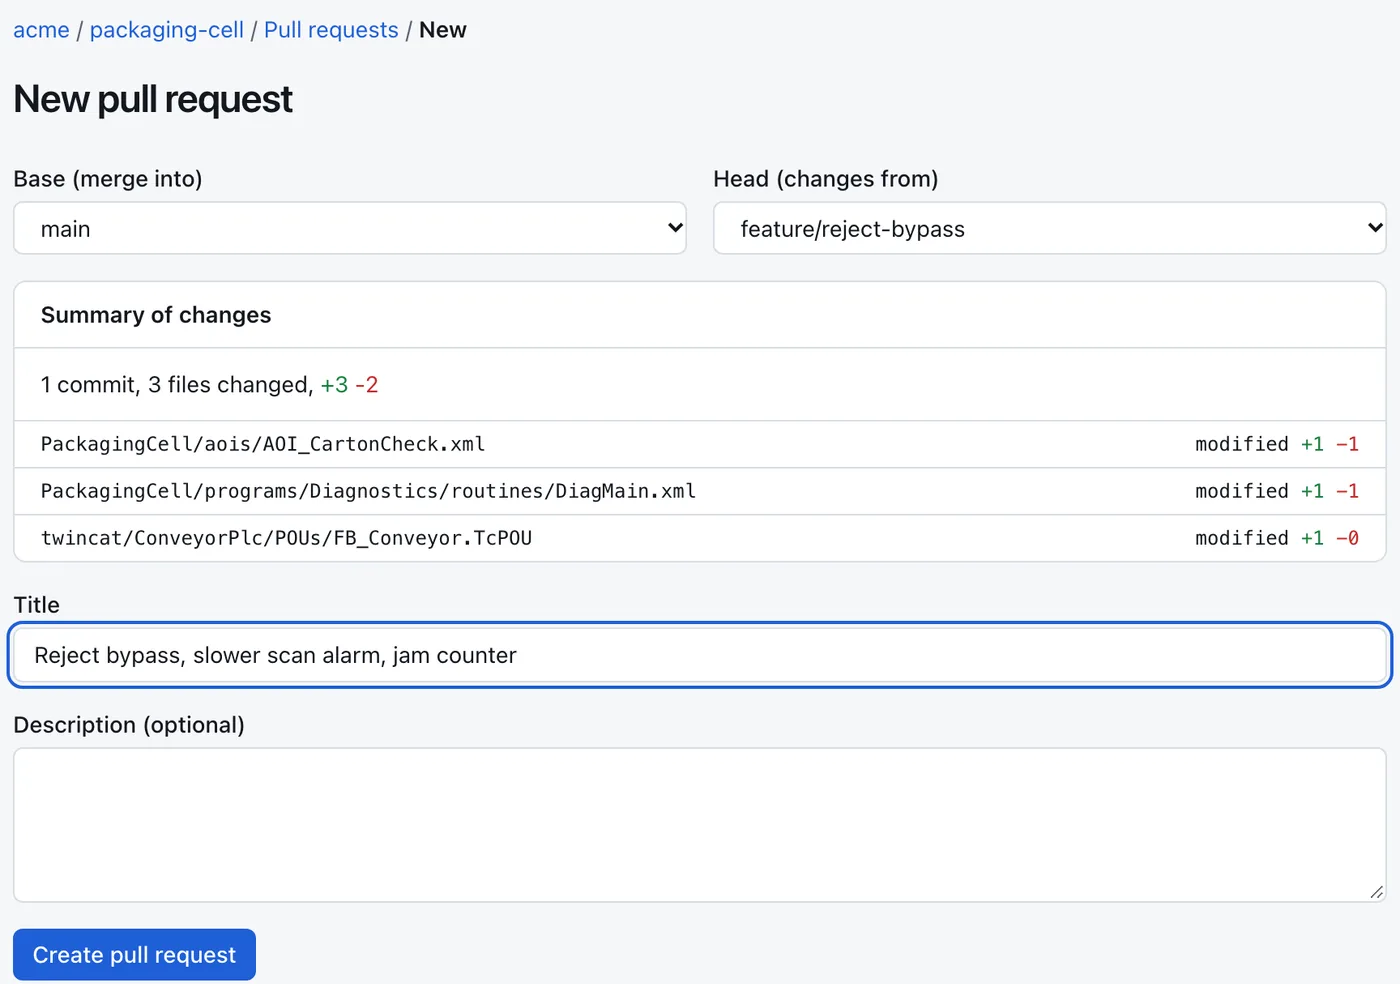 acme / packaging-cell / Pull requests / New
New pull request
Base (merge into)
Head (changes from)
main
feature/reject-bypass
Summary of changes
1 commit, 3 files changed, +3 -2
PackagingCell/aois/AOI_CartonCheck.xml modified +1 −1
PackagingCell/programs/Diagnostics/routines/DiagMain.xml modified +1 −1
twincat/ConveyorPlc/POUs/FB_Conveyor.TcPOU modified +1 −0
Title
Reject bypass, slower scan alarm, jam counter
Description (optional)
Create pull request